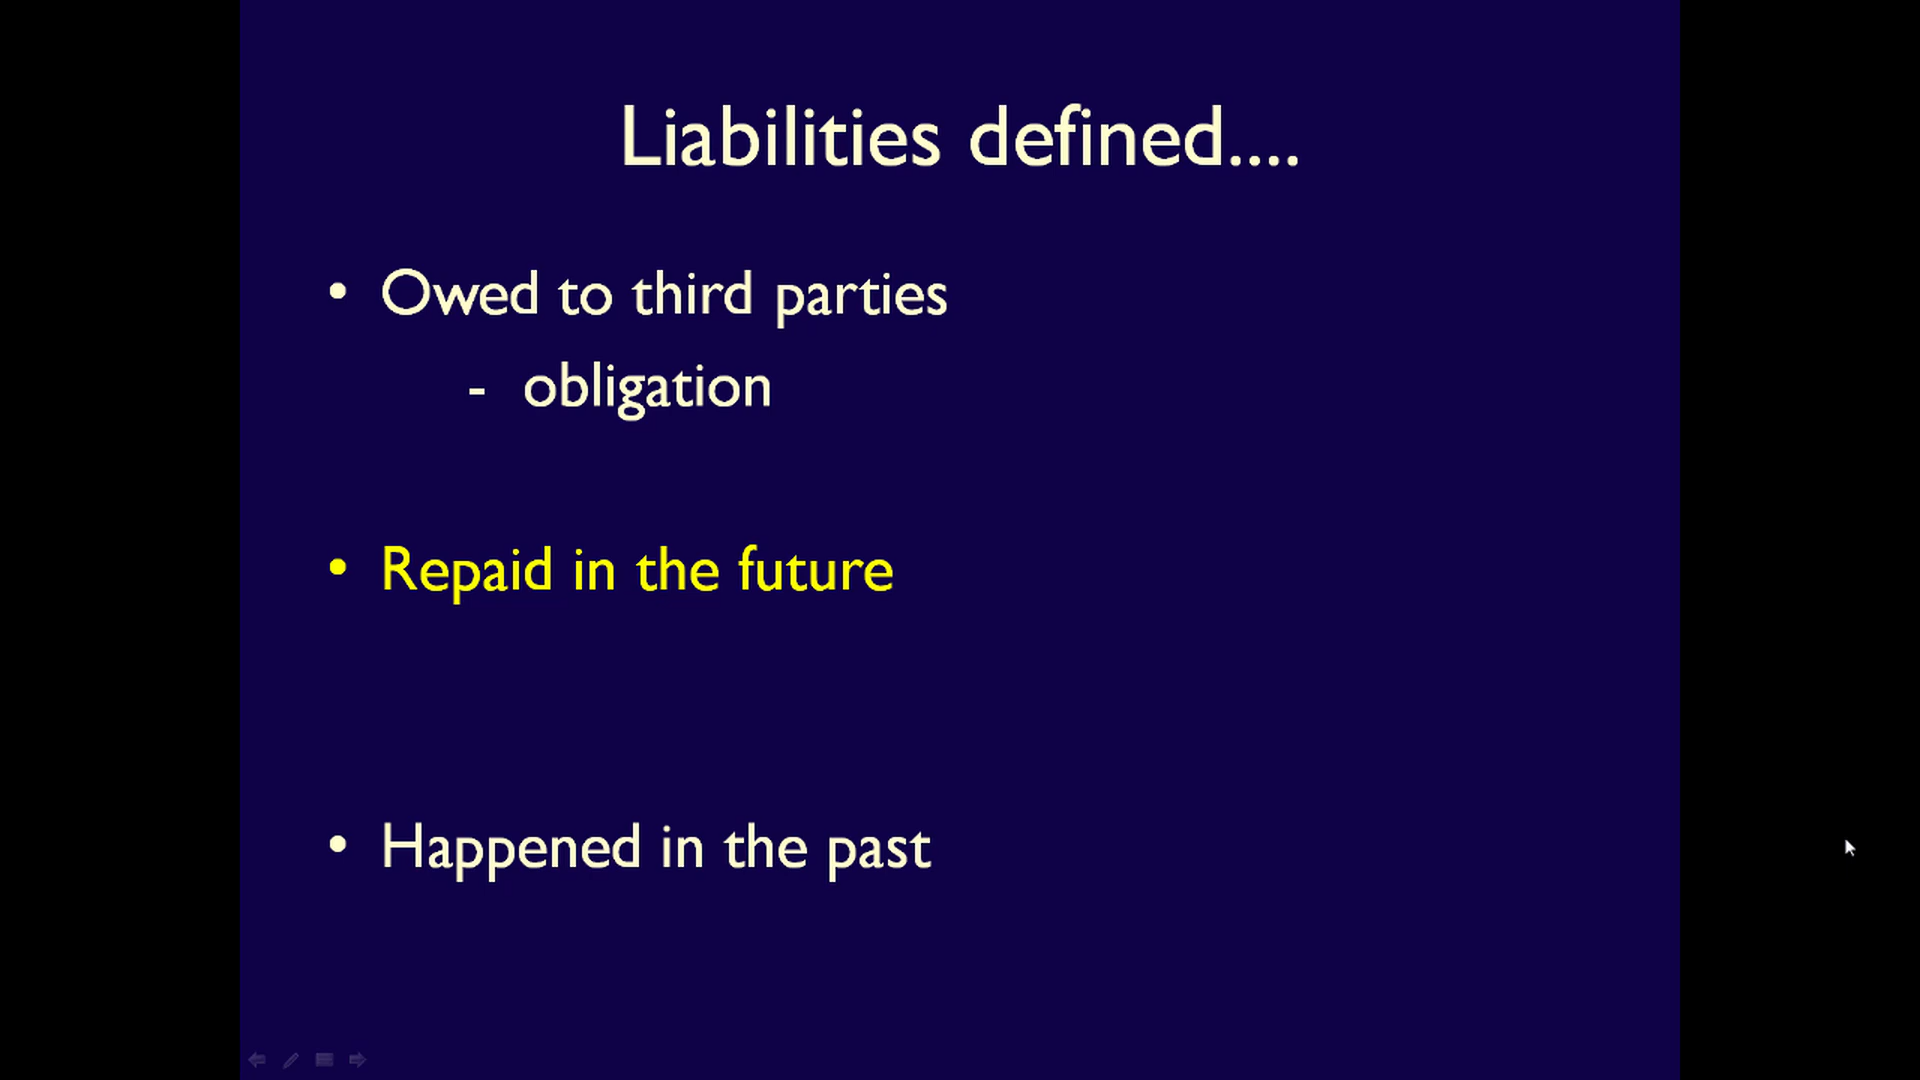 Liabilities defined....
• Owed to third parties
- obligation
• Repaid in the future
• Happened in the past